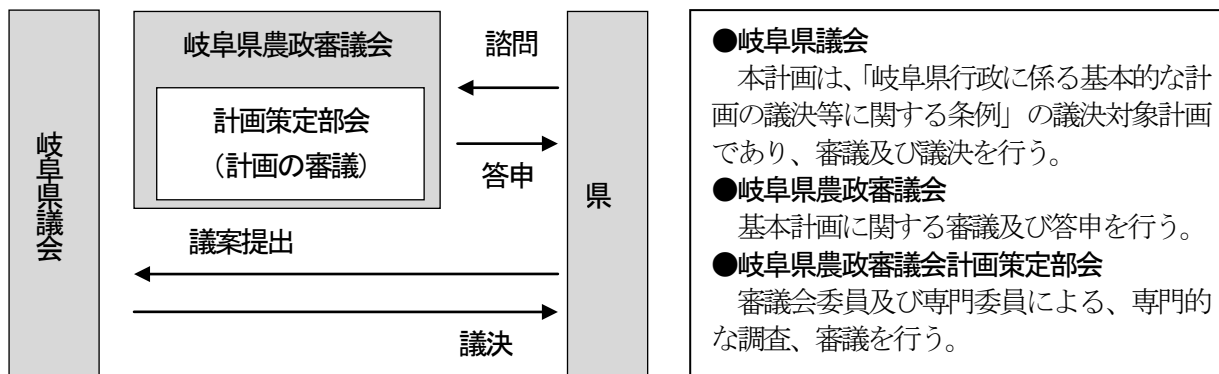 岐阜県議会
岐阜県農政審議会
計画策定部会
（計画の審議）
諮問
答申
県
議案提出
議決
●岐阜県議会
　本計画は、「岐阜県行政に係る基本的な計
画の議決等に関する条例」の議決対象計画
であり、審議及び議決を行う。
●岐阜県農政審議会
　基本計画に関する審議及び答申を行う。
●岐阜県農政審議会計画策定部会
　審議会委員及び専門委員による、専門的
な調査、審議を行う。